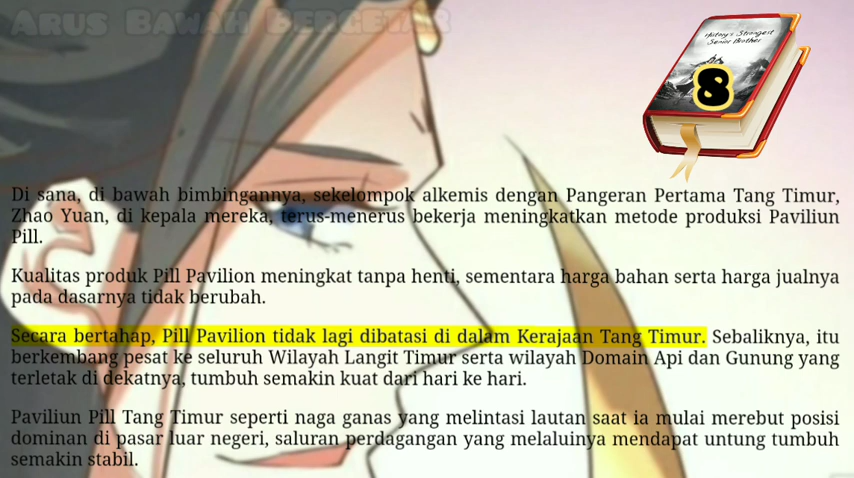 Arus Bawah Bergetar
History's Strongest
Senior Brother
8
Di sana, di bawah bimbingannya, sekelompok alkemis dengan Pangeran Pertama Tang Timur,
Zhao Yuan, di kepala mereka, terus-menerus bekerja meningkatkan metode produksi Paviliun
Pill.
Kualitas produk Pill Pavilion meningkat tanpa henti, sementara harga bahan serta harga jualnya
pada dasarnya tidak berubah.
Secara bertahap, Pill Pavilion tidak lagi dibatasi di dalam Kerajaan Tang Timur. Sebaliknya, itu
berkembang pesat ke seluruh Wilayah Langit Timur serta wilayah Domain Api dan Gunung yang
terletak di dekatnya, tumbuh semakin kuat dari hari ke hari.
Paviliun Pill Tang Timur seperti naga ganas yang melintasi lautan saat ia mulai merebut posisi
dominan di pasar luar negeri, saluran perdagangan yang melaluinya mendapat untung tumbuh
semakin stabil.